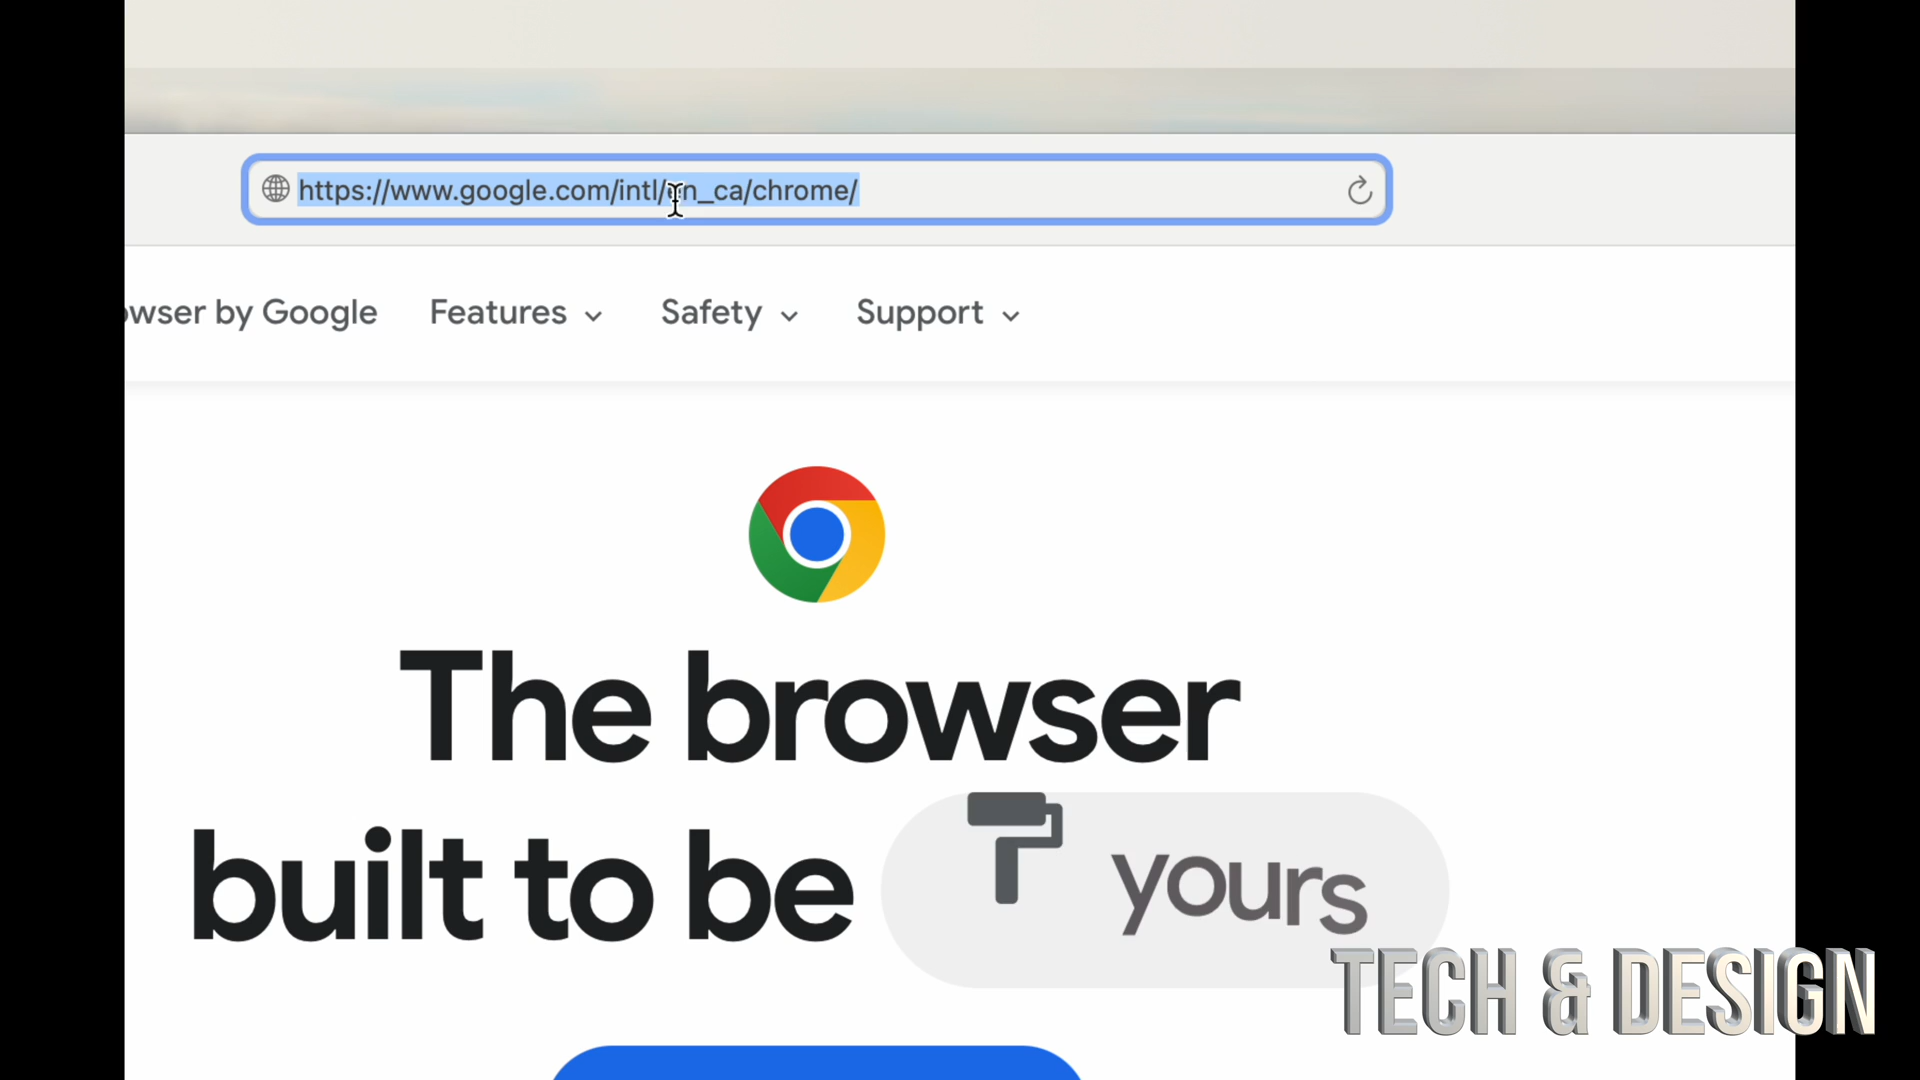 https://www.google.com/intl/en_ca/chrome/
owser by Google Features Safety Support
The browser
built to be yours
TECH & DESIGN